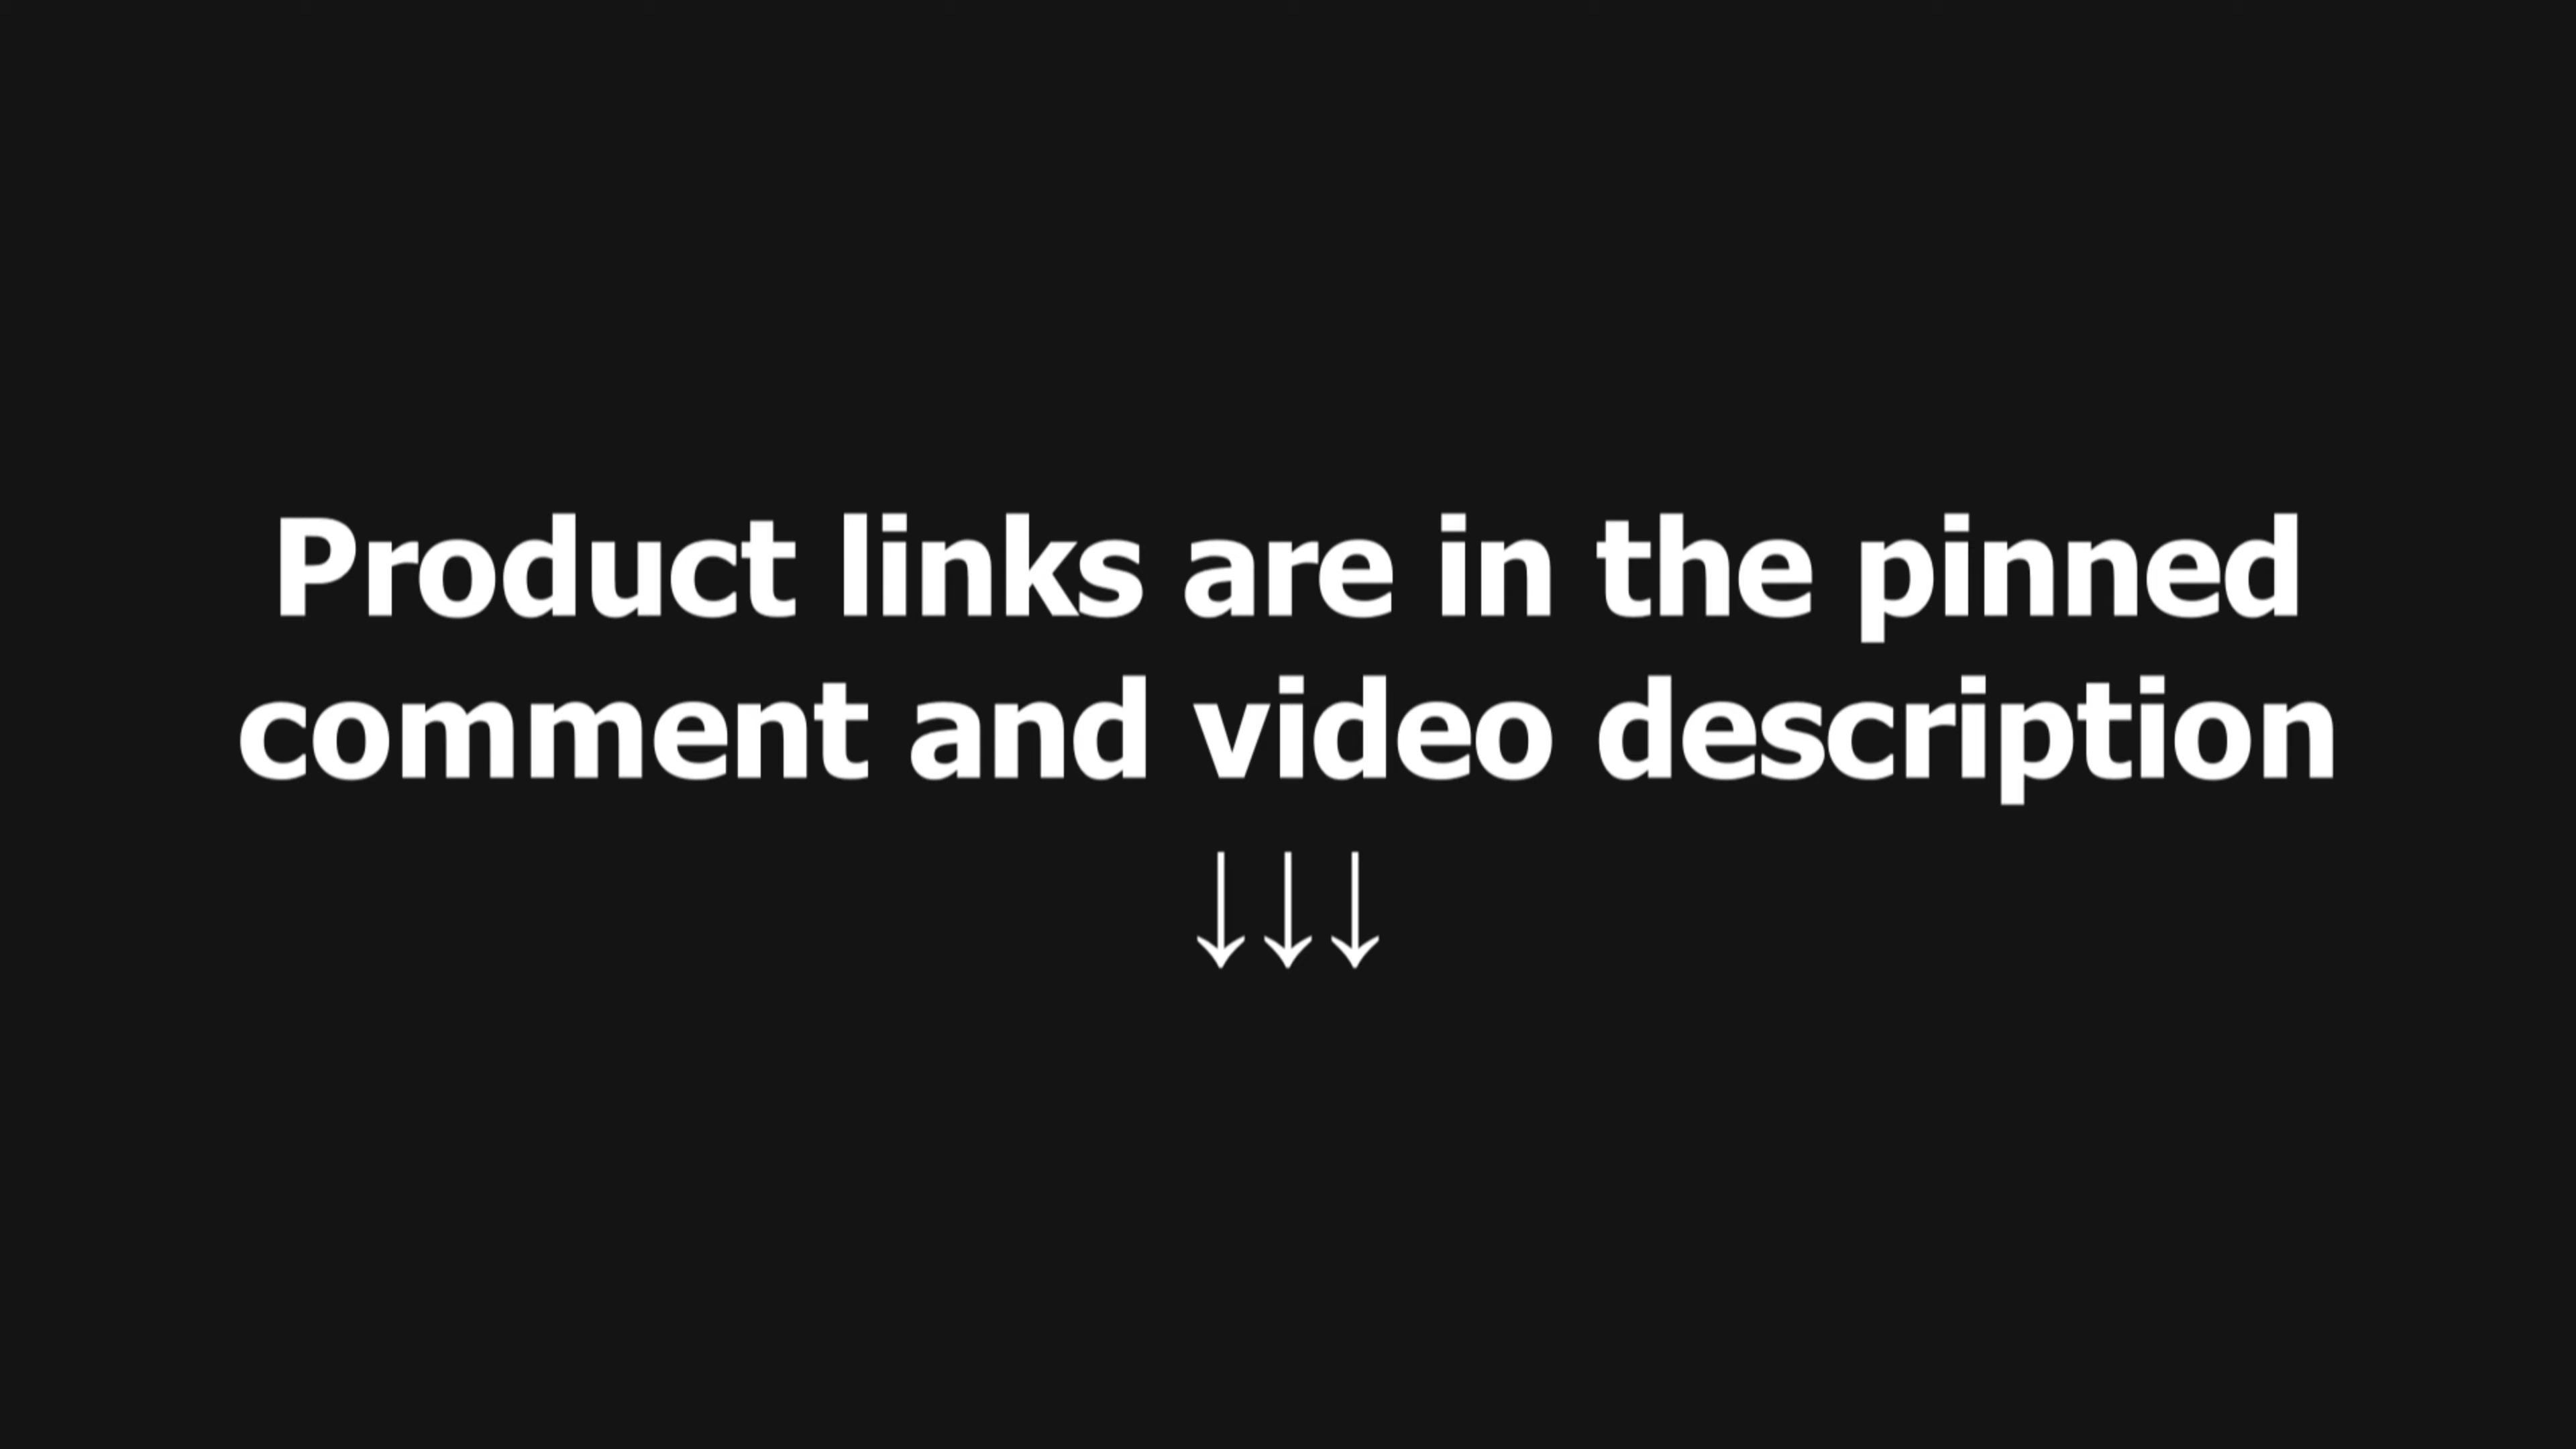 Product links are in the pinned
comment and video description
↓↓↓